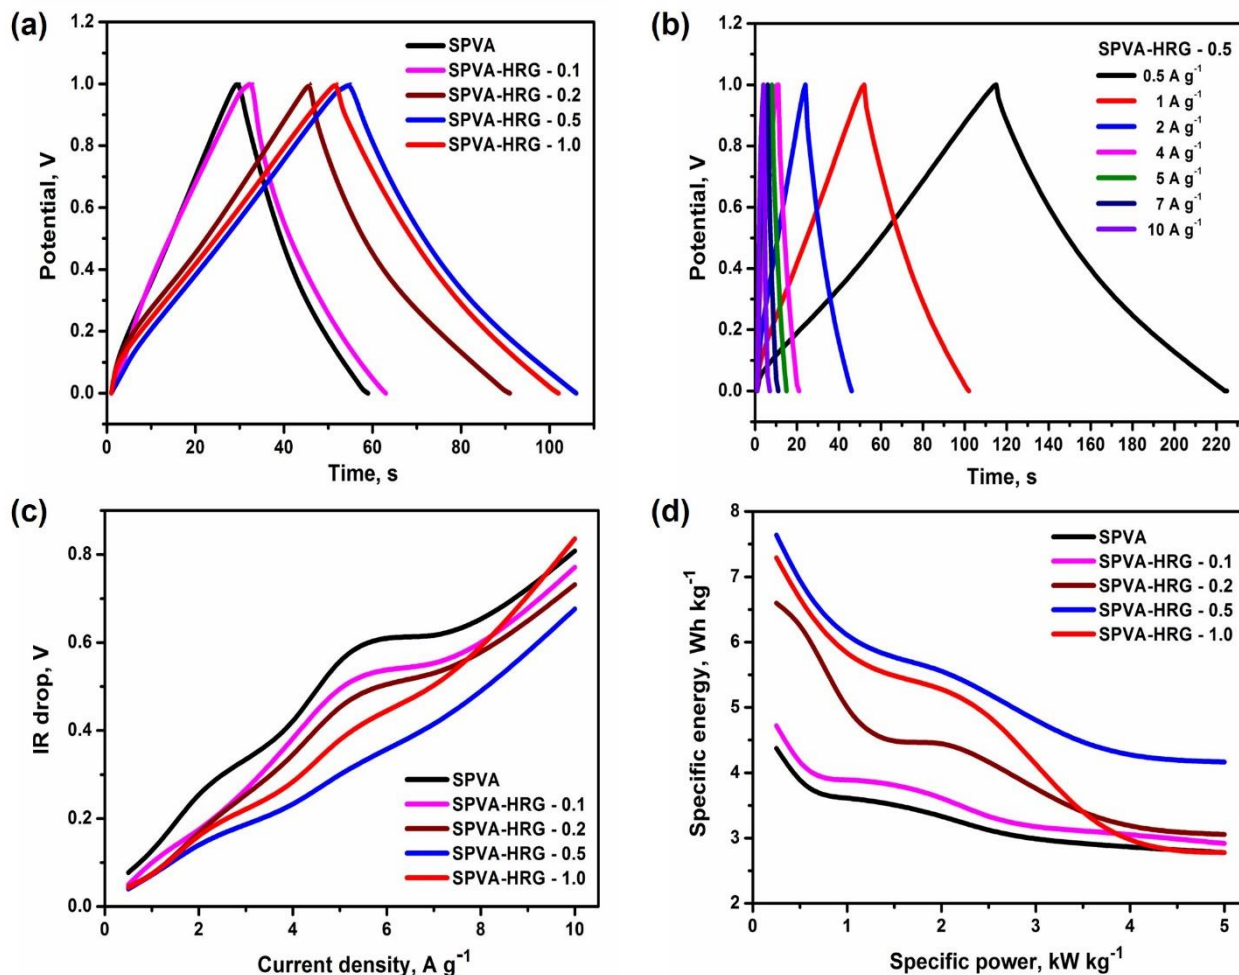 (a)
1.2
1.0
0.8
0.6
0.4
0.2
0.0
Potential, V
SPVA
SPVA-HRG - 0.1
SPVA-HRG - 0.2
SPVA-HRG - 0.5
SPVA-HRG - 1.0
0 20 40 60 80 100
Time, s
(b)
1.2
1.0
0.8
0.6
0.4
0.2
0.0
Potential, V
SPVA-HRG - 0.5
0.5 A g⁻¹
1 A g⁻¹
2 A g⁻¹
4 A g⁻¹
5 A g⁻¹
7 A g⁻¹
10 A g⁻¹
0 20 40 60 80 100 120 140 160 180 200 220
Time, s
(c)
0.8
0.6
0.4
0.2
0.0
IR drop, V
SPVA
SPVA-HRG - 0.1
SPVA-HRG - 0.2
SPVA-HRG - 0.5
SPVA-HRG - 1.0
0 2 4 6 8 10
Current density, A g⁻¹
(d)
8
7
6
5
4
3
2
Specific energy, Wh kg⁻¹
SPVA
SPVA-HRG - 0.1
SPVA-HRG - 0.2
SPVA-HRG - 0.5
SPVA-HRG - 1.0
0 1 2 3 4 5
Specific power, kW kg⁻¹